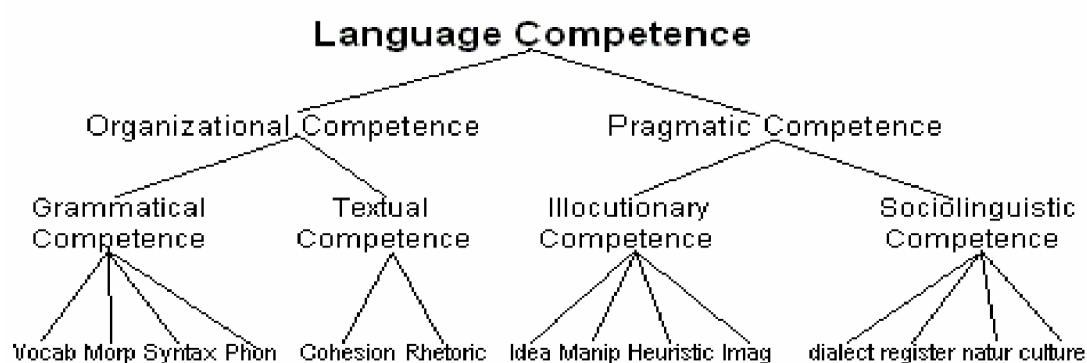 Language Competence
Organizational Competence Pragmatic Competence
Grammatical Competence
Textual Competence
Illocutionary Competence
Sociolinguistic Competence
Vocab Morp Syntax Phon Cohesion Rhetoric Idea Manip Heuristic Imag dialect register natur culture